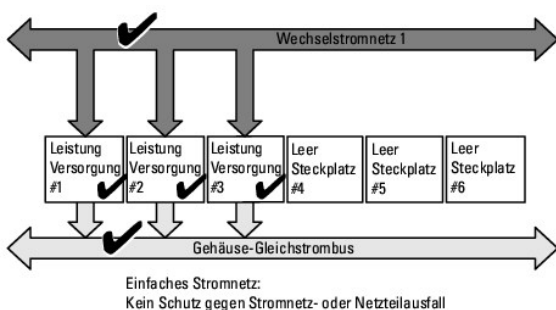 Wechselstromnetz 1
Leistung
Versorgung
#1
Leistung
Versorgung
#2
Leistung
Versorgung
#3
Leer
Steckplatz
#4
Leer
Steckplatz
#5
Leer
Steckplatz
#6
Gehäuse-Gleichstrombus
Einfaches Stromnetz:
Kein Schutz gegen Stromnetz- oder Netzteilausfall